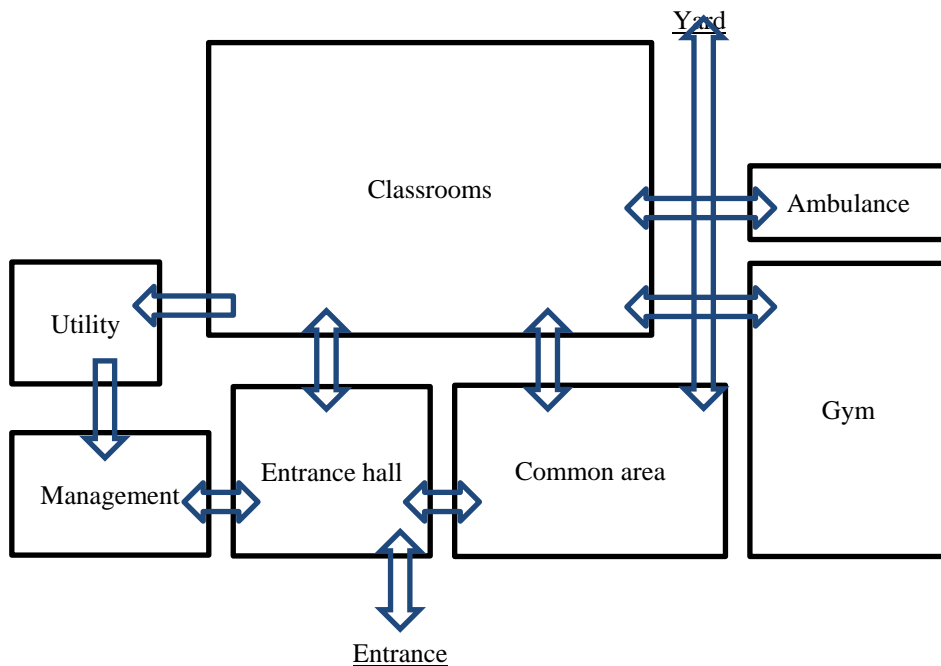 Yard
Classrooms
Ambulance
Utility
Gym
Entrance hall
Common area
Management
Entrance